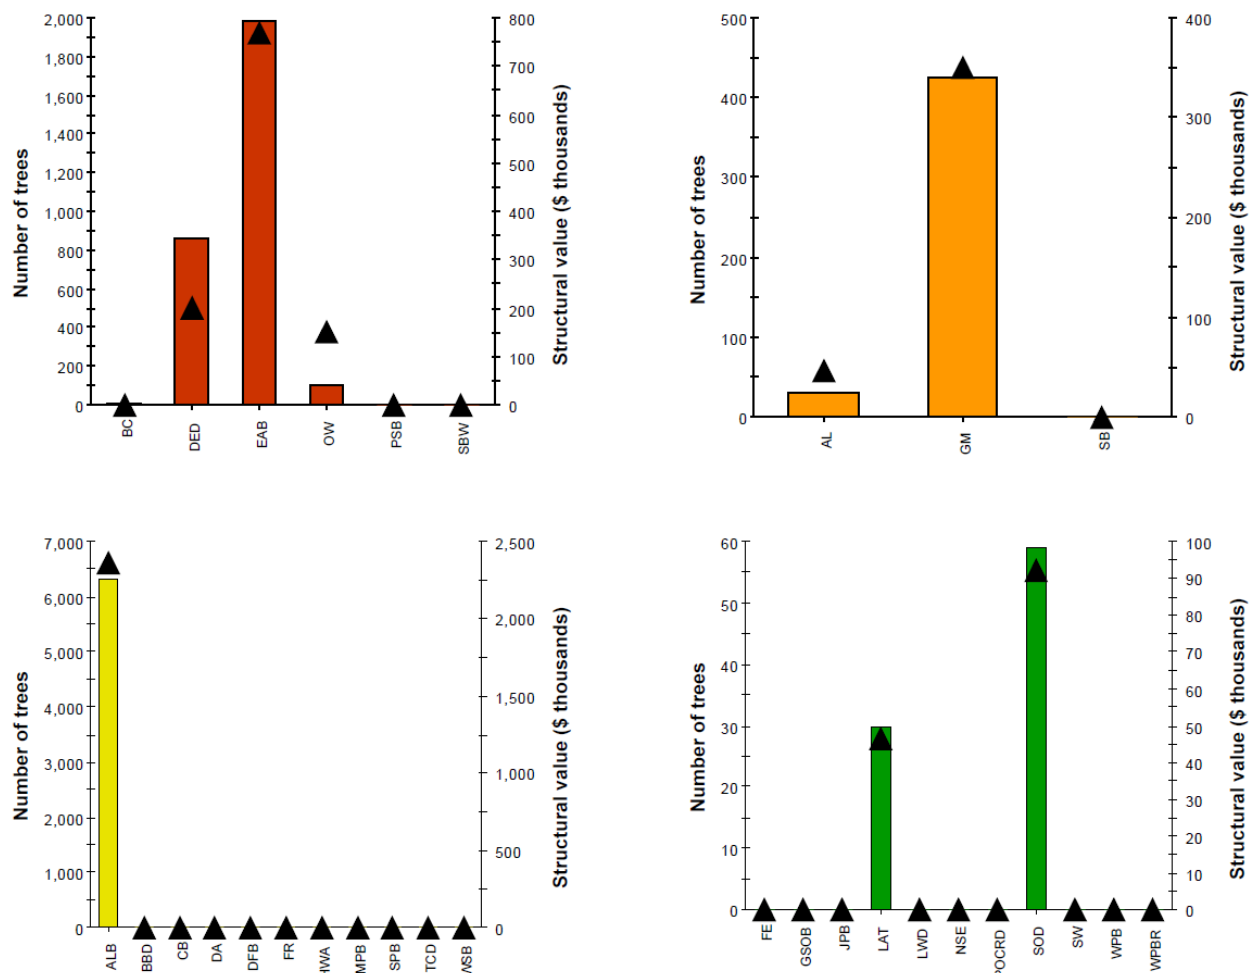 2,000
1,800
1,600
1,400
1,200
1,000
800
600
400
200
0
Number of trees
800
700
600
500
400
300
200
100
0
Structural value ($ thousands)
BC
DED
EAB
OW
PSB
SBW
500
400
300
200
100
0
Number of trees
400
300
200
100
0
Structural value ($ thousands)
AL
GM
SB
7,000
6,000
5,000
4,000
3,000
2,000
1,000
0
Number of trees
2,500
2,000
1,500
1,000
500
0
Structural value ($ thousands)
ALB
BBD
CB
DA
DFB
FR
HWA
MPB
SPB
TCD
WSB
60
50
40
30
20
10
0
Number of trees
100
90
80
70
60
50
40
30
20
10
0
Structural value ($ thousands)
FE
GSOB
JPB
LAT
LWD
NSE
POCRD
SOD
SW
WPB
WPBR